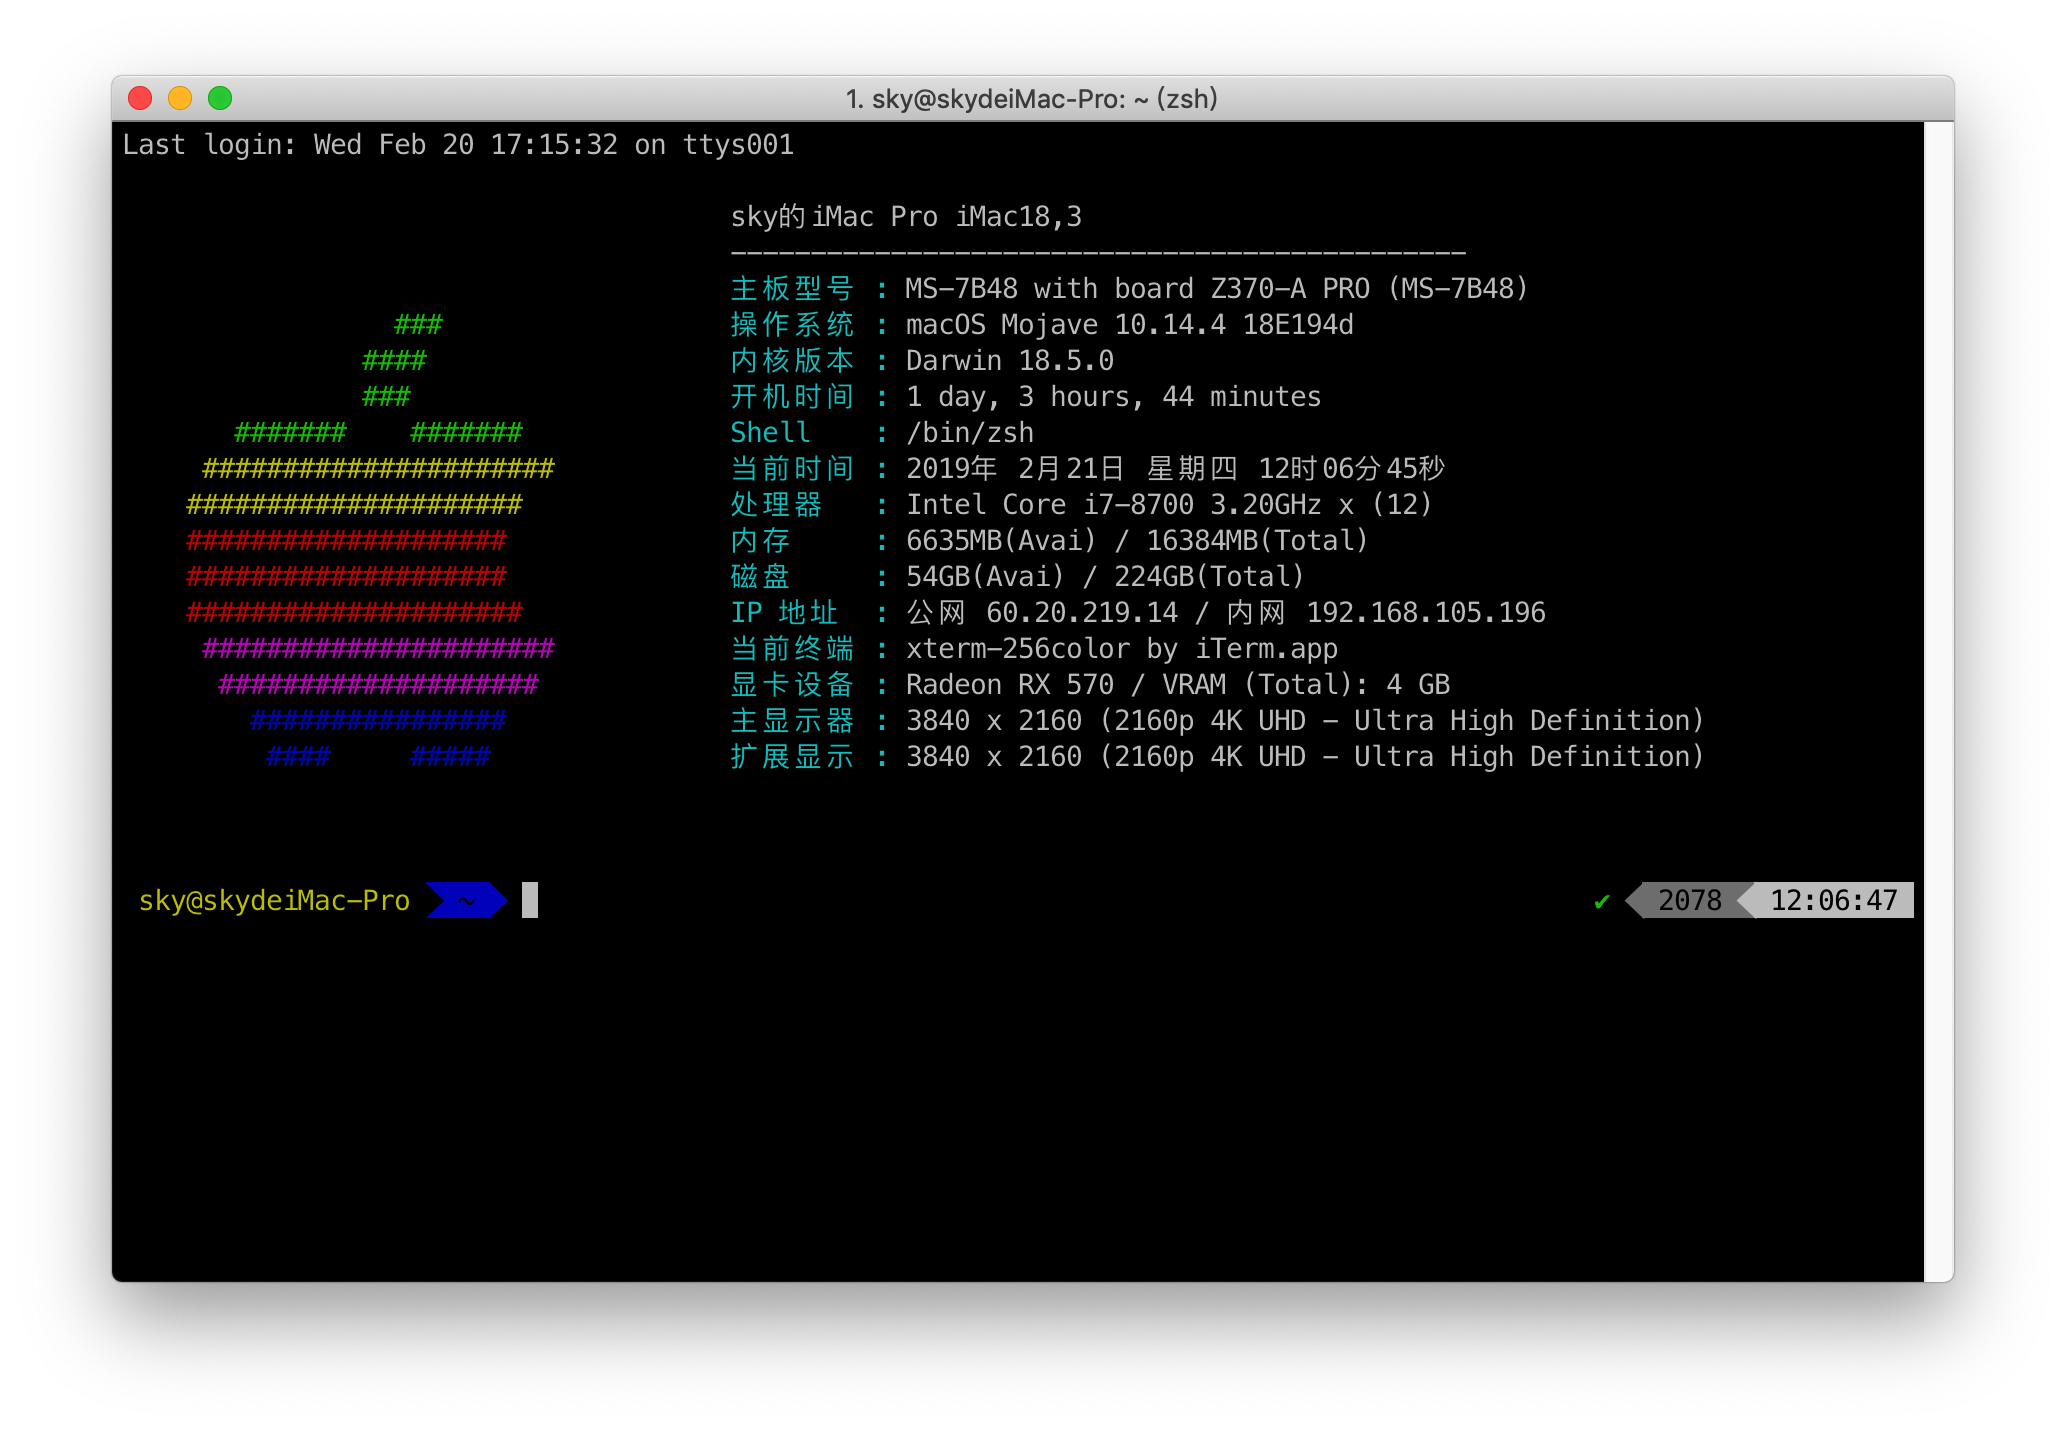 1. sky@skydeiMac-Pro: ~ (zsh)
Last login: Wed Feb 20 17:15:32 on ttys001
sky的iMac Pro iMac18,3
----------------------------------------------
主板型号 : MS-7B48 with board Z370-A PRO (MS-7B48)
###
操作系统 : macOS Mojave 10.14.4 18E194d
####
内核版本 : Darwin 18.5.0
###
开机时间 : 1 day, 3 hours, 44 minutes
####### #######
Shell : /bin/zsh
######################
当前时间 : 2019年 2月21日 星期四 12时06分45秒
#####################
处理器 : Intel Core i7-8700 3.20GHz x (12)
####################
内存 : 6635MB(Avai) / 16384MB(Total)
####################
磁盘 : 54GB(Avai) / 224GB(Total)
#####################
IP 地址 : 公网 60.20.219.14 / 内网 192.168.105.196
######################
当前终端 : xterm-256color by iTerm.app
####################
显卡设备 : Radeon RX 570 / VRAM (Total): 4 GB
################
主显示器 : 3840 x 2160 (2160p 4K UHD - Ultra High Definition)
#### #####
扩展显示 : 3840 x 2160 (2160p 4K UHD - Ultra High Definition)
sky@skydeiMac-Pro ~ ✔ 2078 12:06:47